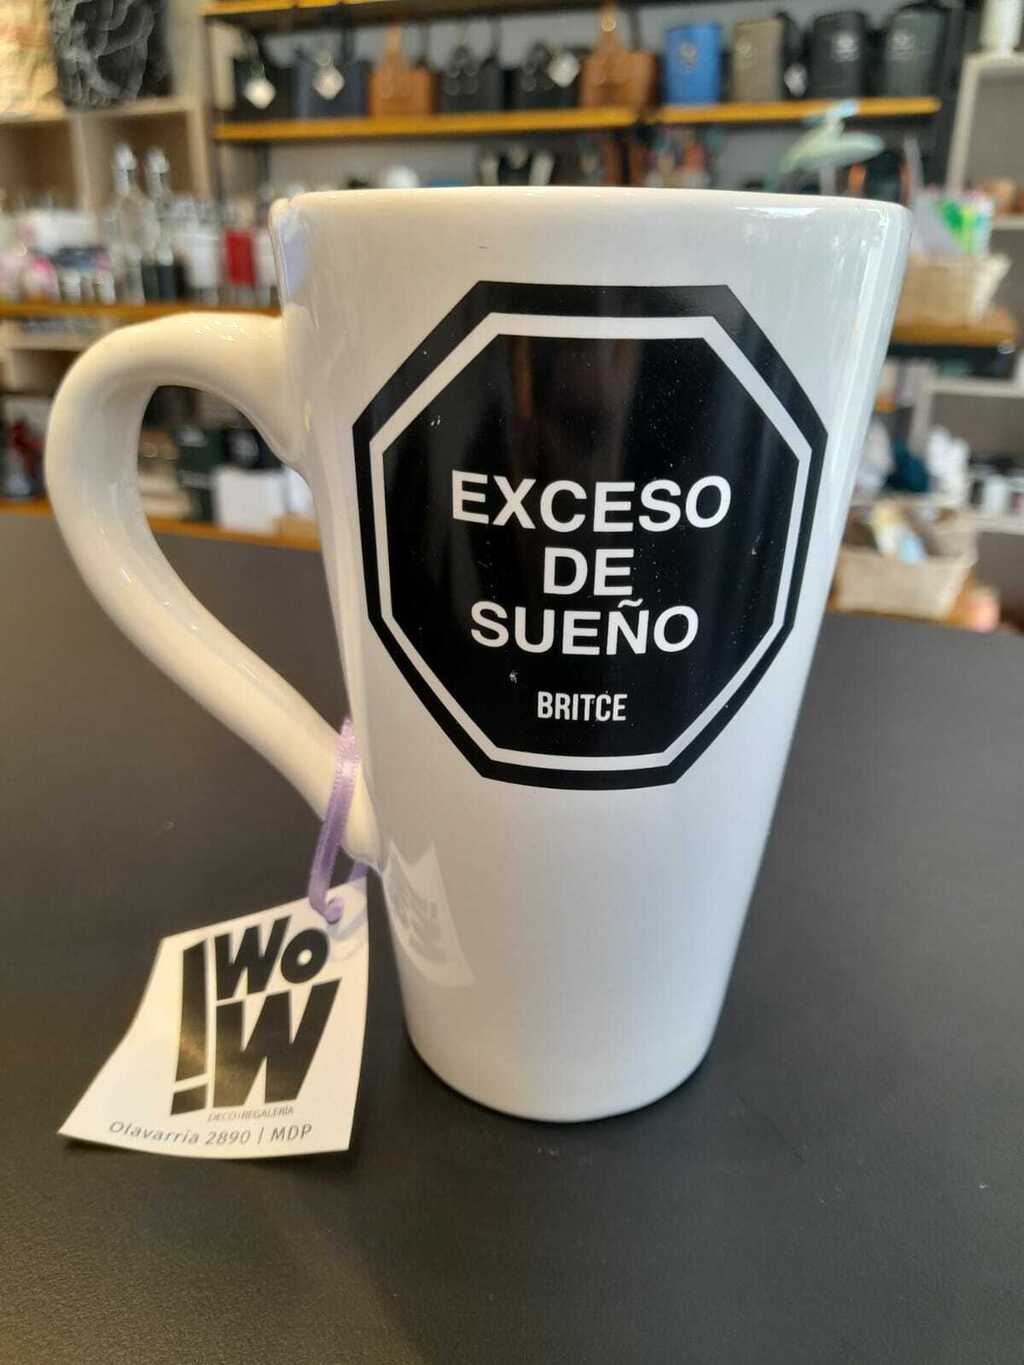 EXCESO
DE
SUEÑO
BRITCE
WOW!
DECO|REGALERÍA
Olavarría 2890 | MDP